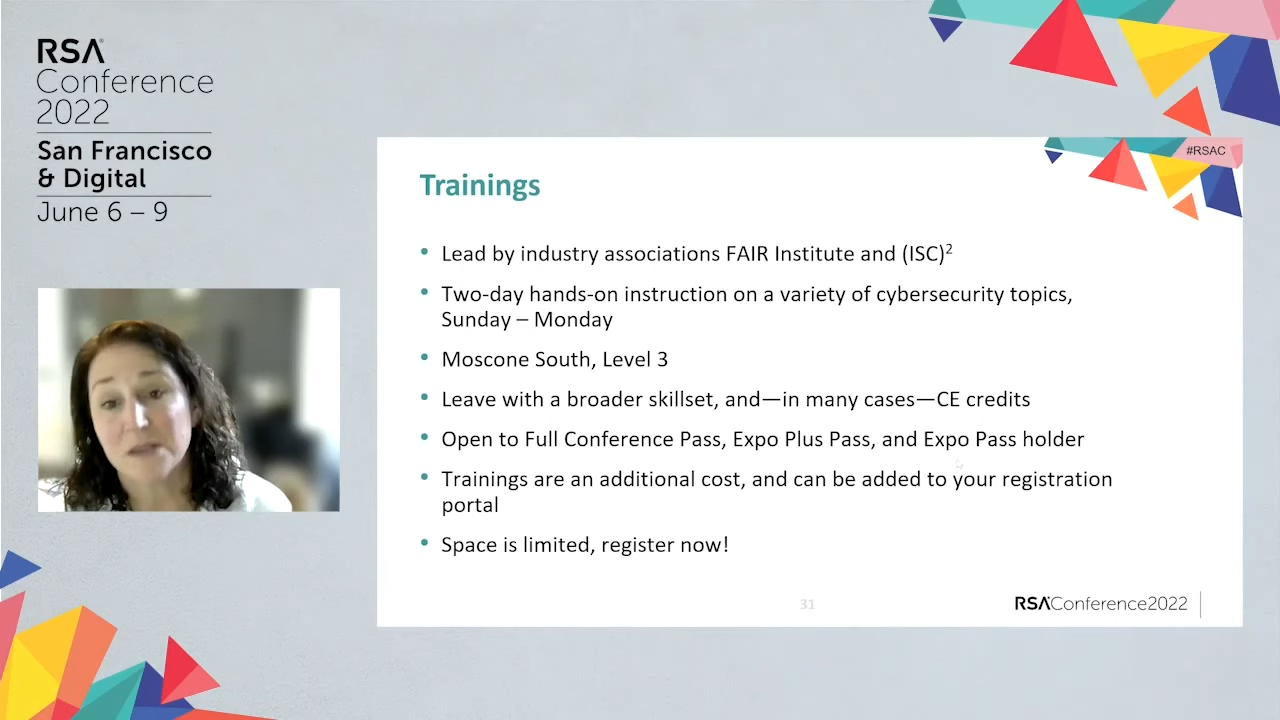 RSA®
Conference
2022
San Francisco
& Digital
June 6 – 9
#RSAC
Trainings
• Lead by industry associations FAIR Institute and (ISC)²
• Two-day hands-on instruction on a variety of cybersecurity topics,
Sunday – Monday
• Moscone South, Level 3
• Leave with a broader skillset, and—in many cases—CE credits
• Open to Full Conference Pass, Expo Plus Pass, and Expo Pass holder
• Trainings are an additional cost, and can be added to your registration
portal
• Space is limited, register now!
31
RSA Conference2022